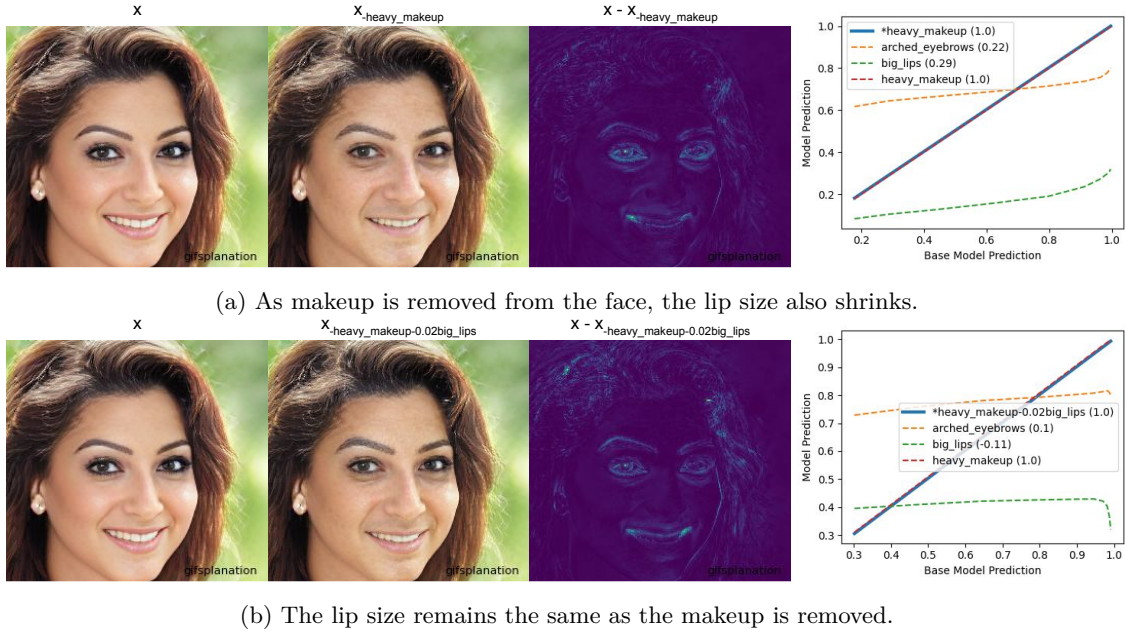 x
x-heavy_makeup
x - x-heavy_makeup
gifsplanation
gifsplanation
gifsplanation
*heavy_makeup (1.0)
arched_eyebrows (0.22)
big_lips (0.29)
heavy_makeup (1.0)
Model Prediction
1.0
0.8
0.6
0.4
0.2
0.2 0.4 0.6 0.8 1.0
Base Model Prediction
(a) As makeup is removed from the face, the lip size also shrinks.
x
x-heavy_makeup-0.02big_lips
x - x-heavy_makeup-0.02big_lips
gifsplanation
gifsplanation
gifsplanation
*heavy_makeup-0.02big_lips (1.0)
arched_eyebrows (0.1)
big_lips (-0.11)
heavy_makeup (1.0)
Model Prediction
1.0
0.9
0.8
0.7
0.6
0.5
0.4
0.3
0.3 0.4 0.5 0.6 0.7 0.8 0.9 1.0
Base Model Prediction
(b) The lip size remains the same as the makeup is removed.